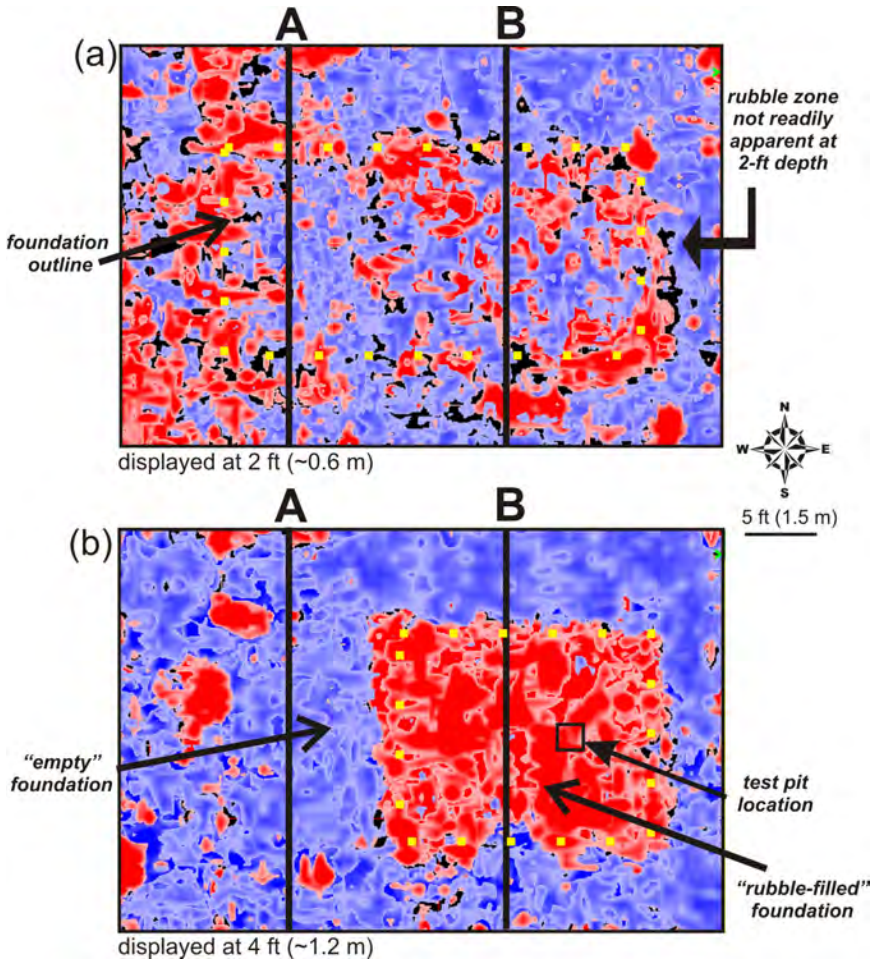 A B
(a)
rubble zone
not readily
apparent at
2-ft depth
foundation
outline
displayed at 2 ft (~0.6 m)
N
W E
S
5 ft (1.5 m)
A B
(b)
"empty"
foundation
test pit
location
"rubble-filled"
foundation
displayed at 4 ft (~1.2 m)